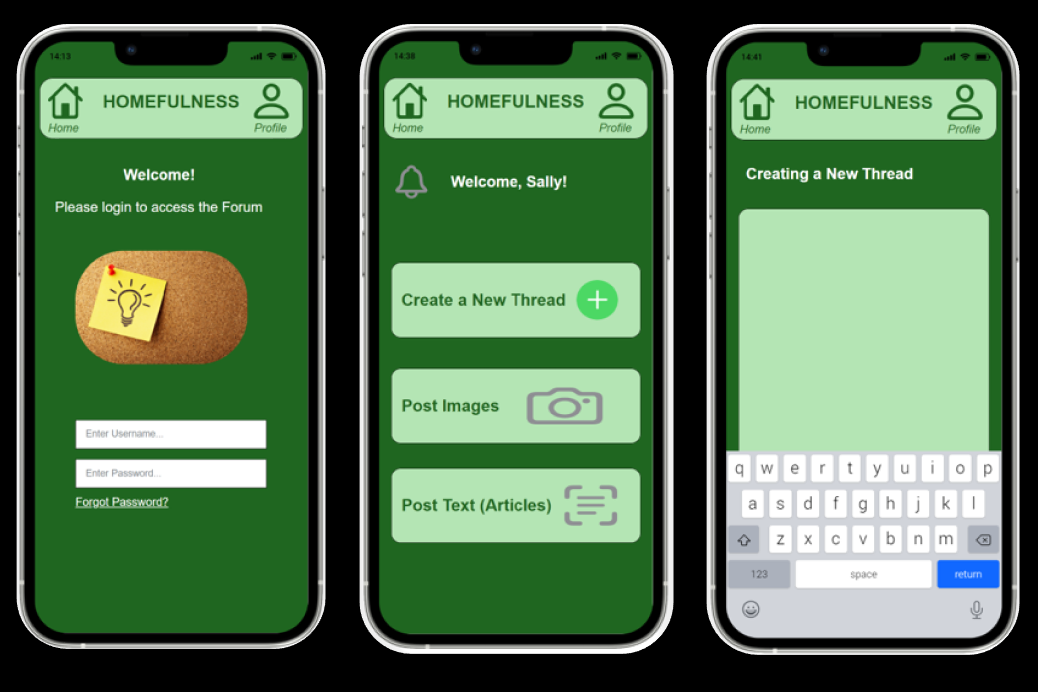 14:13
HOMEFULNESS
Home
Profile
Welcome!
Please login to access the Forum
Enter Username...
Enter Password...
Forgot Password?
14:38
HOMEFULNESS
Home
Profile
Welcome, Sally!
Create a New Thread
Post Images
Post Text (Articles)
14:41
HOMEFULNESS
Home
Profile
Creating a New Thread
q w e r t y u i o p
a s d f g h j k l
z x c v b n m
123 space return